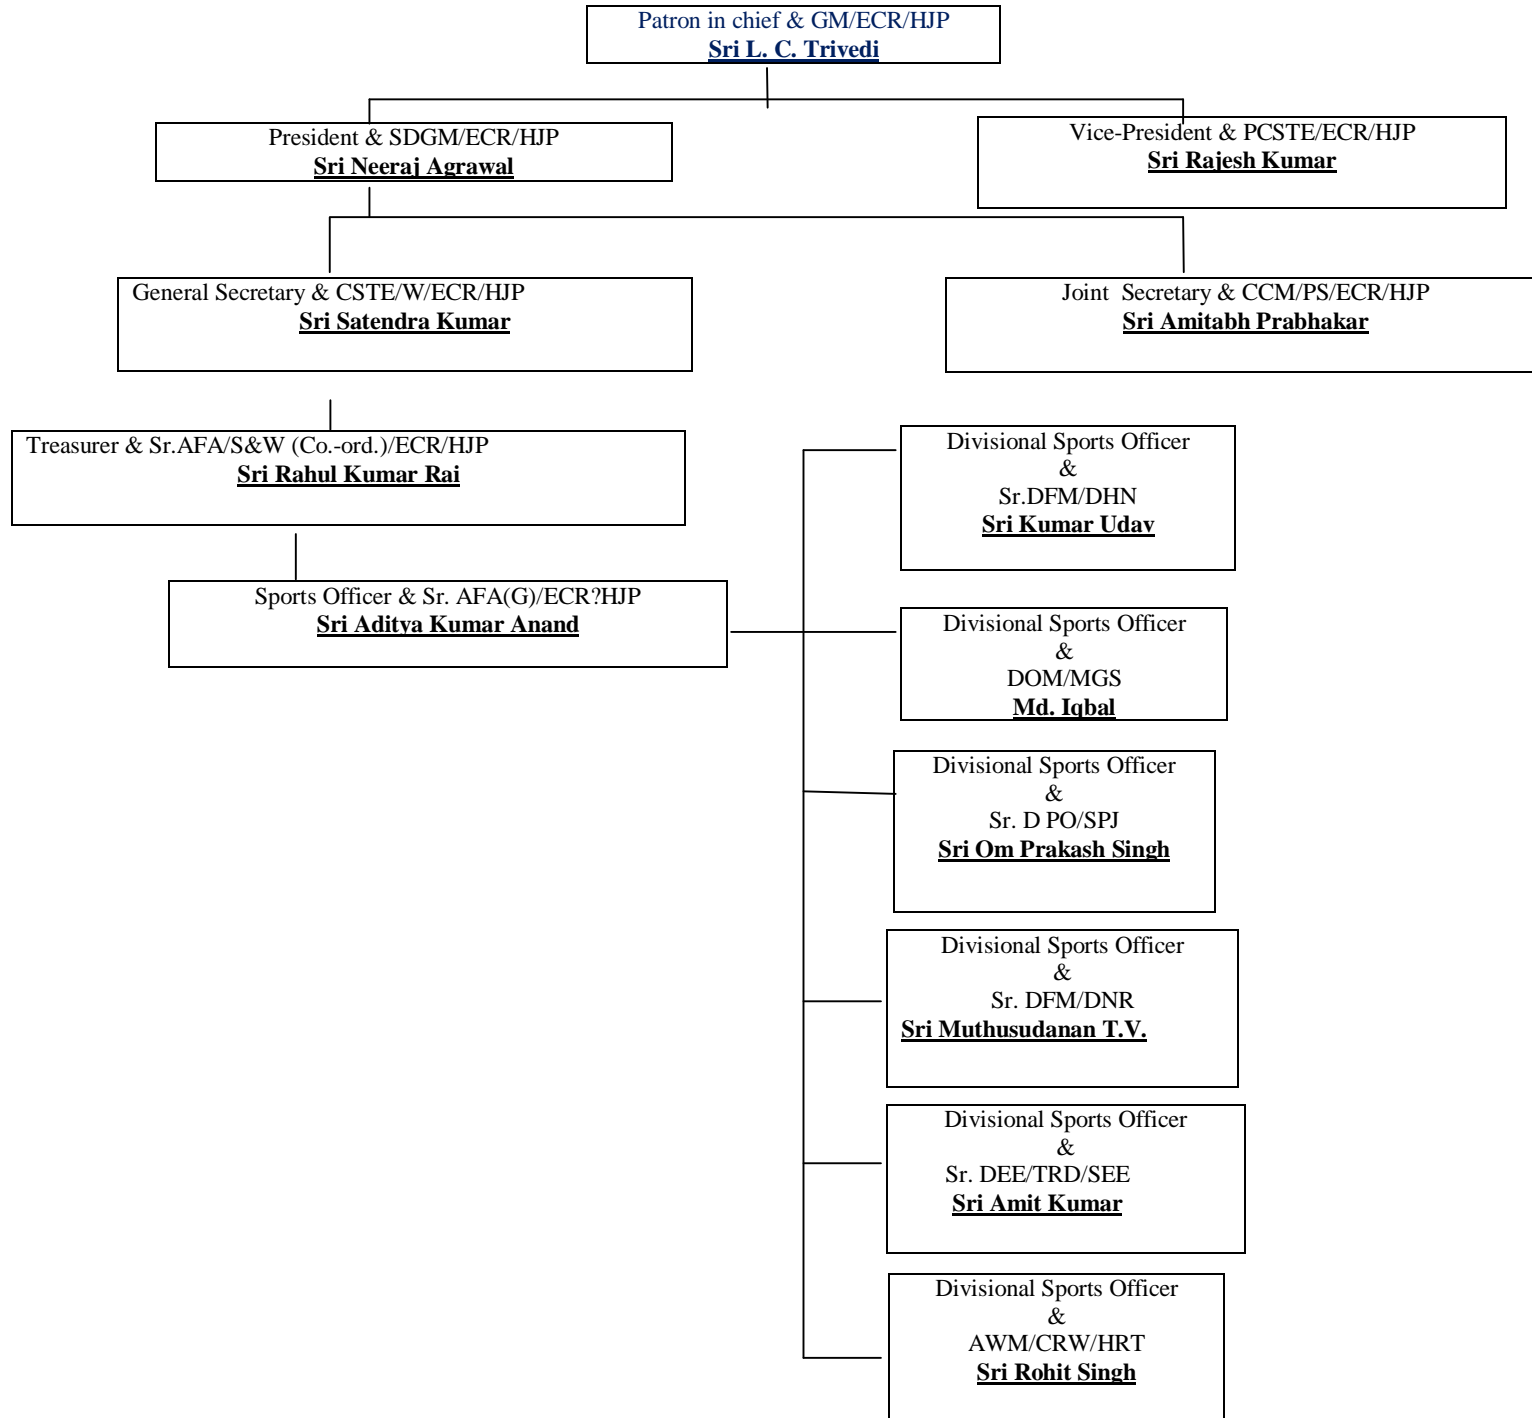 Patron in chief & GM/ECR/HJP
Sri L. C. Trivedi
President & SDGM/ECR/HJP
Sri Neeraj Agrawal
Vice-President & PCSTE/ECR/HJP
Sri Rajesh Kumar
General Secretary & CSTE/W/ECR/HJP
Sri Satendra Kumar
Joint Secretary & CCM/PS/ECR/HJP
Sri Amitabh Prabhakar
Treasurer & Sr.AFA/S&W (Co.-ord.)/ECR/HJP
Sri Rahul Kumar Rai
Sports Officer & Sr. AFA(G)/ECR?HJP
Sri Aditya Kumar Anand
Divisional Sports Officer
&
Sr.DFM/DHN
Sri Kumar Uday
Divisional Sports Officer
&
DOM/MGS
Md. Iqbal
Divisional Sports Officer
&
Sr. D PO/SPJ
Sri Om Prakash Singh
Divisional Sports Officer
&
Sr. DFM/DNR
Sri Muthusudanan T.V.
Divisional Sports Officer
&
Sr. DEE/TRD/SEE
Sri Amit Kumar
Divisional Sports Officer
&
AWM/CRW/HRT
Sri Rohit Singh